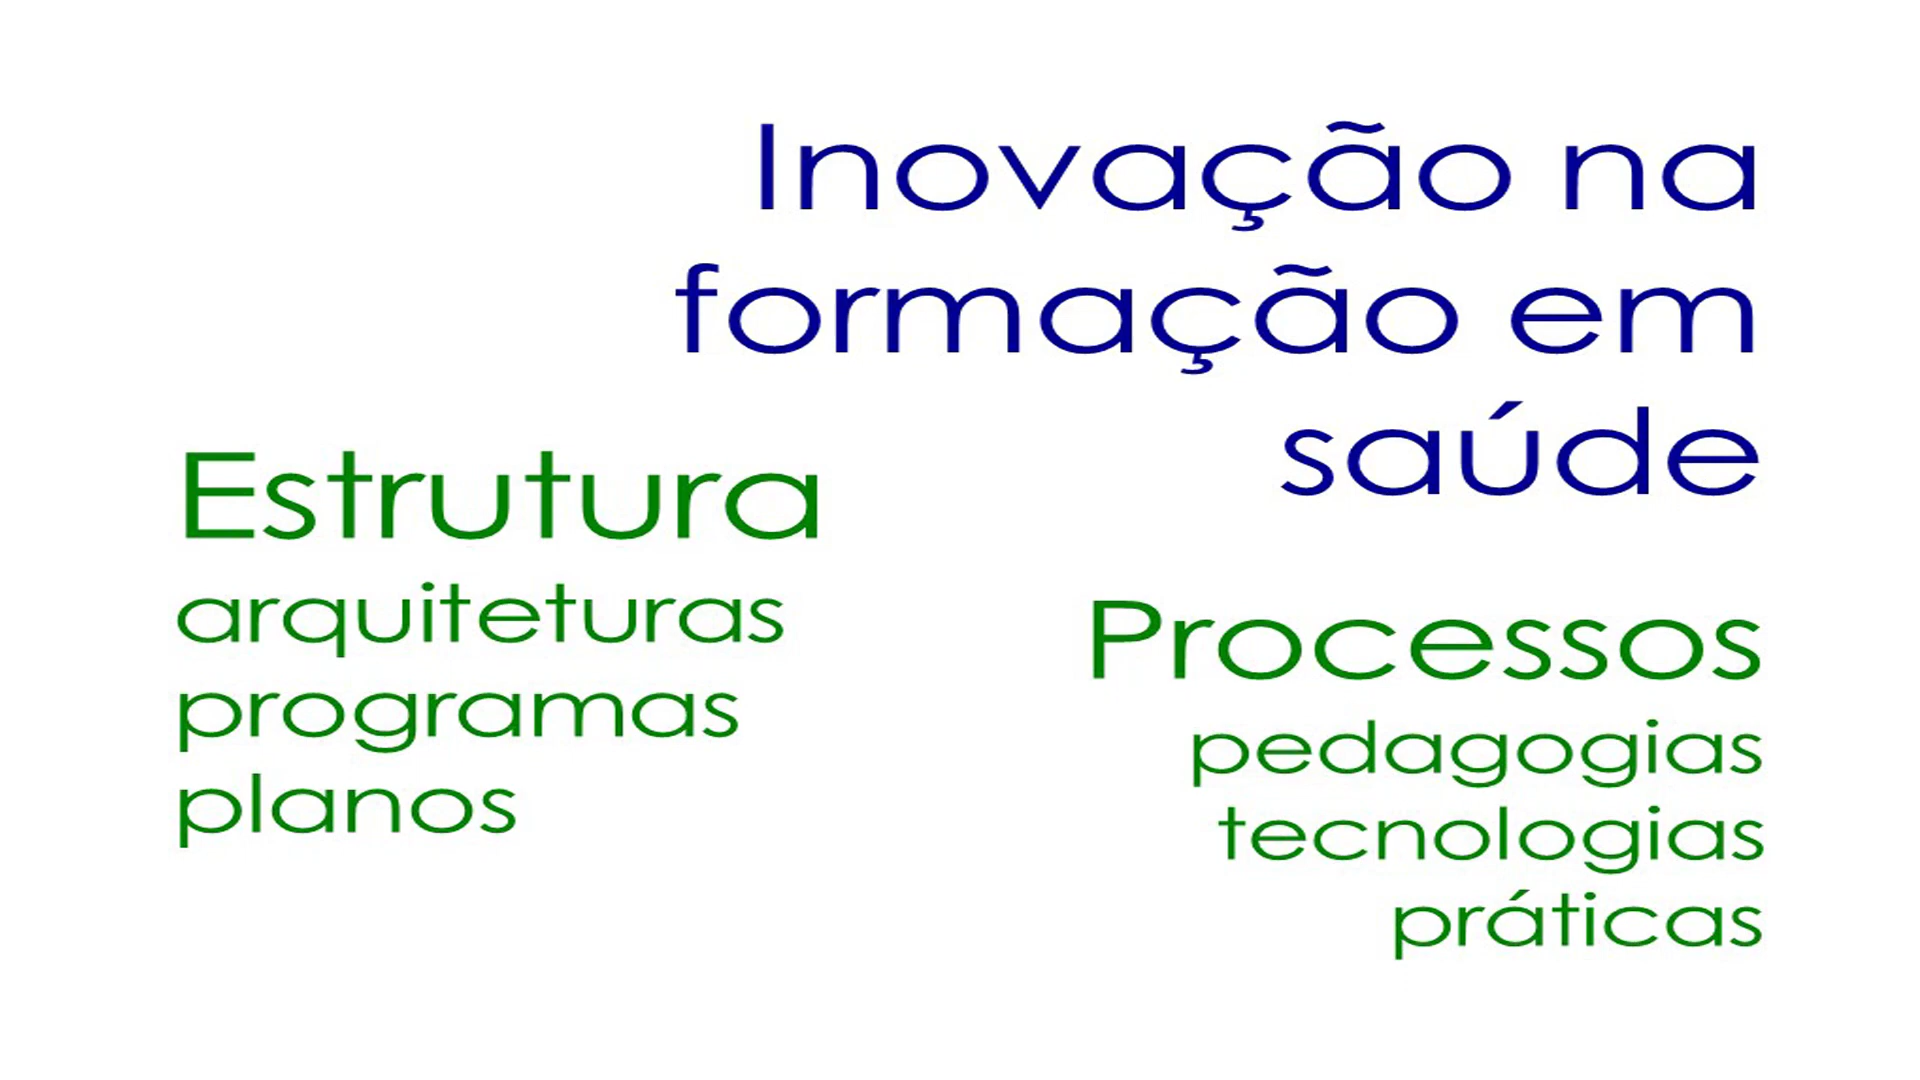 Inovação na
formação em
saúde
Estrutura
arquiteturas
programas
planos
Processos
pedagogias
tecnologias
práticas